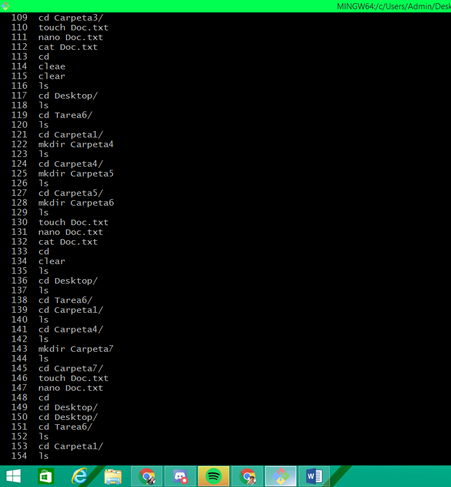 MINGW64:/c/Users/Admin/Desk
109 cd Carpeta3/
110 touch Doc.txt
111 nano Doc.txt
112 cat Doc.txt
113 cd
114 cleae
115 clear
116 ls
117 cd Desktop/
118 ls
119 cd Tarea6/
120 ls
121 cd Carpeta1/
122 mkdir Carpeta4
123 ls
124 cd Carpeta4/
125 mkdir Carpeta5
126 ls
127 cd Carpeta5/
128 mkdir Carpeta6
129 ls
130 touch Doc.txt
131 nano Doc.txt
132 cat Doc.txt
133 cd
134 clear
135 ls
136 cd Desktop/
137 ls
138 cd Tarea6/
139 cd Carpeta1/
140 ls
141 cd Carpeta4/
142 ls
143 mkdir Carpeta7
144 ls
145 cd Carpeta7/
146 touch Doc.txt
147 nano Doc.txt
148 cd
149 cd Desktop/
150 cd Desktop/
151 cd Tarea6/
152 ls
153 cd Carpeta1/
154 ls